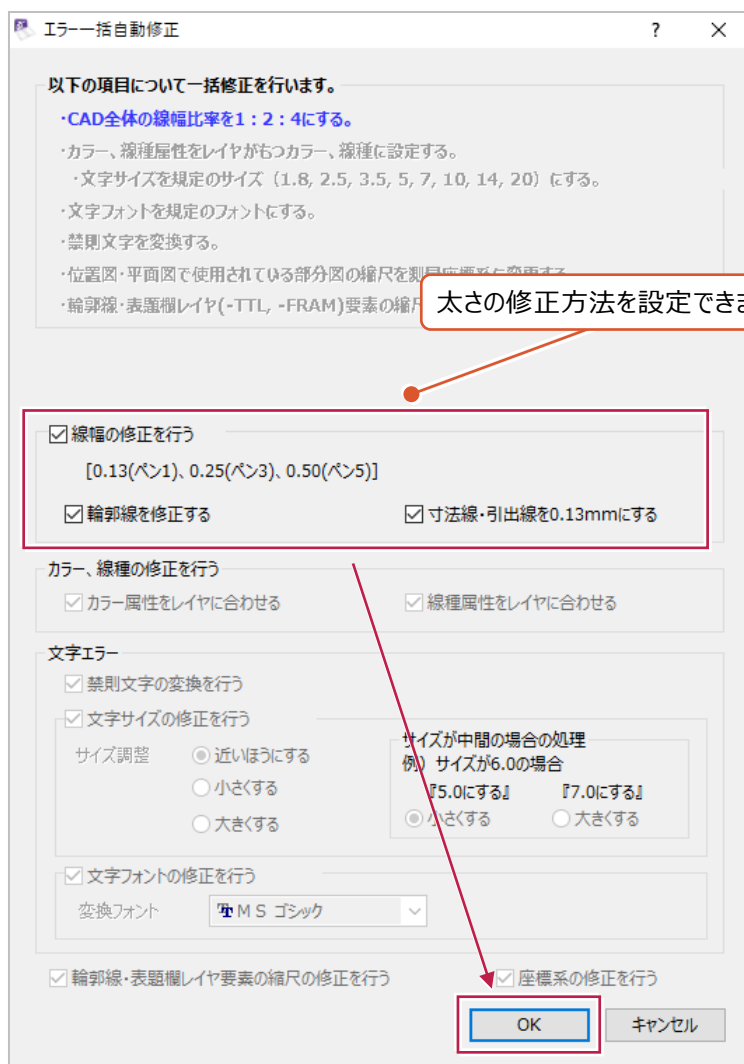 エラー一括自動修正
以下の項目について一括修正を行います。
・CAD全体の線幅比率を1：2：4にする。
・カラー、線種属性をレイヤがもつカラー、線種に設定する。
・文字サイズを規定のサイズ（1.8, 2.5, 3.5, 5, 7, 10, 14, 20）にする。
・文字フォントを規定のフォントにする。
・禁則文字を変換する。
・位置図・平面図で使用されている部分図の縮尺を測量座標系に変更する。
・輪郭線・表題欄レイヤ(-TTL, -FRAM)要素の縮尺
太さの修正方法を設定でき
線幅の修正を行う
[0.13(ペン1)、0.25(ペン3)、0.50(ペン5)]
輪郭線を修正する
寸法線・引出線を0.13mmにする
カラー、線種の修正を行う
カラー属性をレイヤに合わせる
線種属性をレイヤに合わせる
文字エラー
禁則文字の変換を行う
文字サイズの修正を行う
サイズ調整
近いほうにする
小さくする
大きくする
サイズが中間の場合の処理
例）サイズが6.0の場合
『5.0にする』 『7.0にする』
小さくする 大きくする
文字フォントの修正を行う
変換フォント
ＭＳ ゴシック
輪郭線・表題欄レイヤ要素の縮尺の修正を行う
座標系の修正を行う
OK
キャンセル